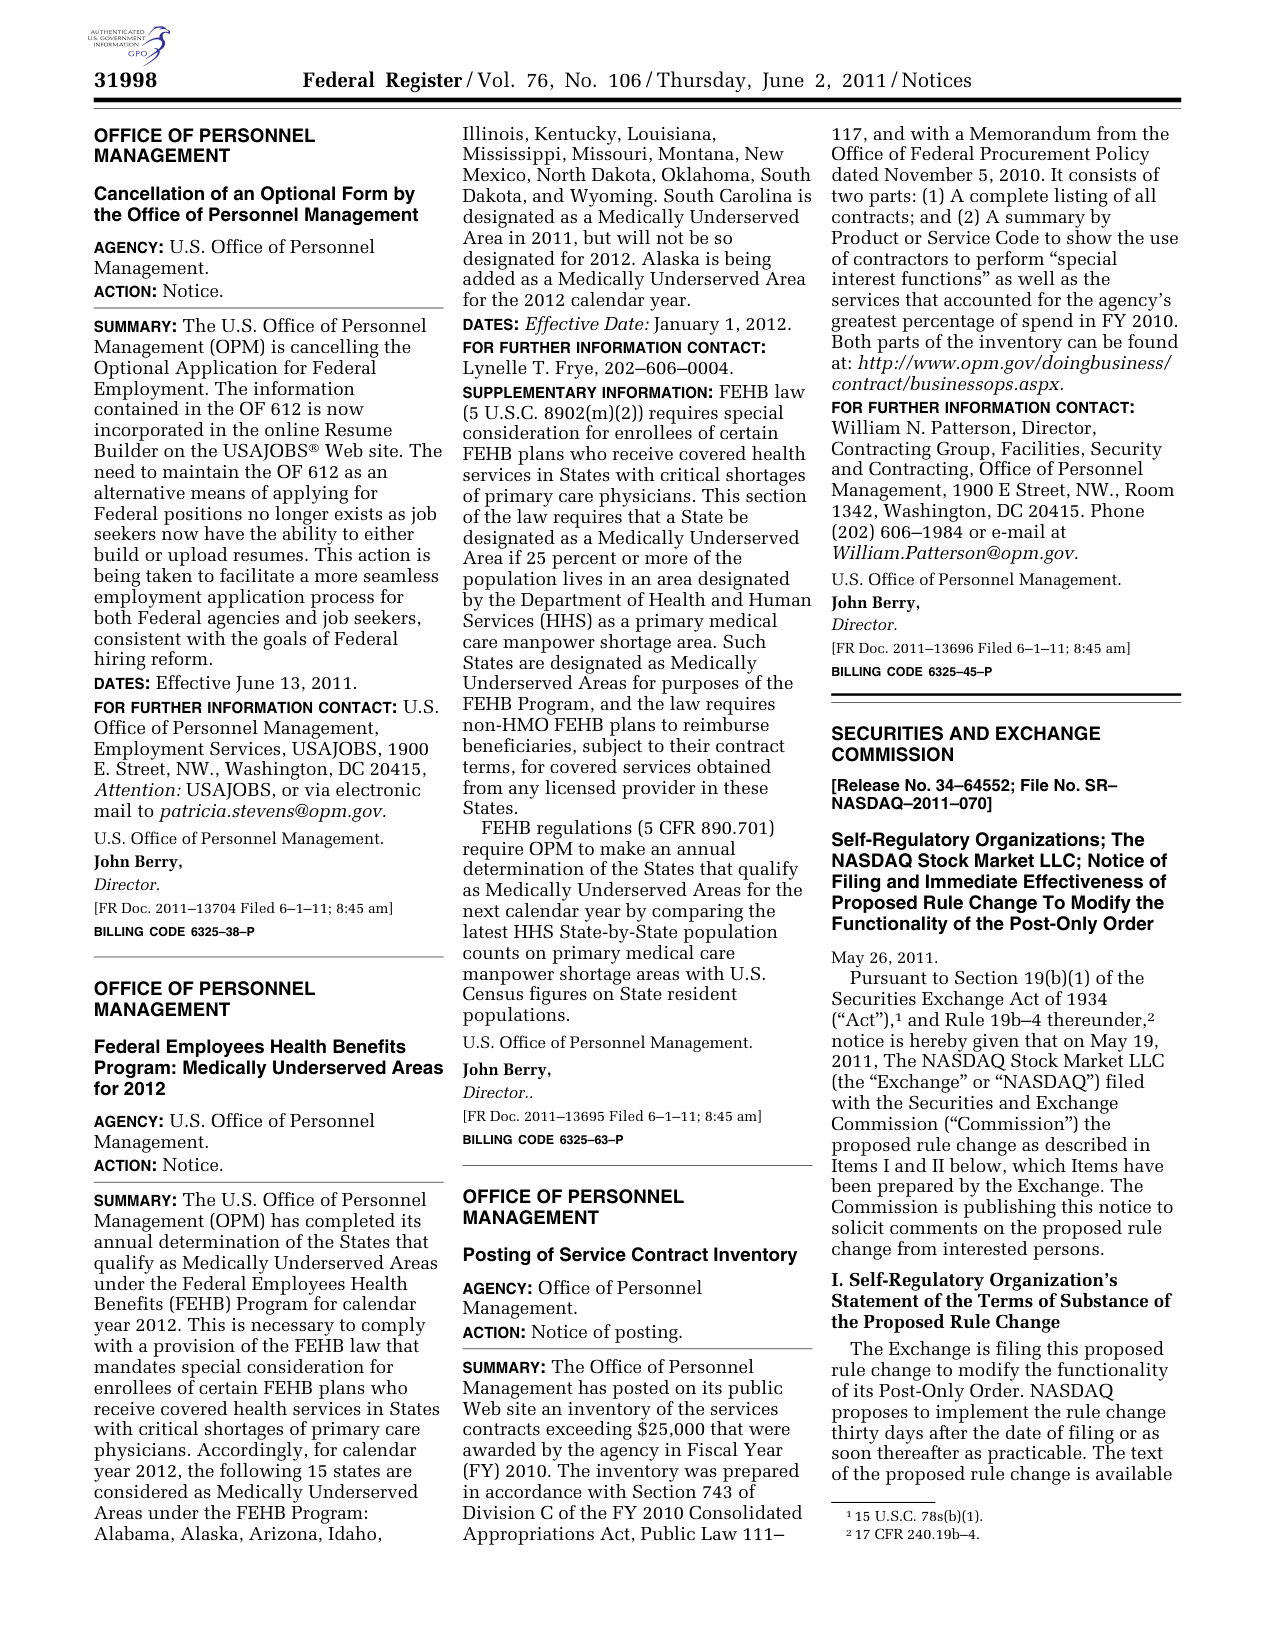 AUTHENTICATED
U.S. GOVERNMENT
INFORMATION
GPO
31998
Federal Register / Vol. 76, No. 106 / Thursday, June 2, 2011 / Notices
OFFICE OF PERSONNEL
MANAGEMENT
Cancellation of an Optional Form by
the Office of Personnel Management
AGENCY: U.S. Office of Personnel
Management.
ACTION: Notice.
SUMMARY: The U.S. Office of Personnel
Management (OPM) is cancelling the
Optional Application for Federal
Employment. The information
contained in the OF 612 is now
incorporated in the online Resume
Builder on the USAJOBS® Web site. The
need to maintain the OF 612 as an
alternative means of applying for
Federal positions no longer exists as job
seekers now have the ability to either
build or upload resumes. This action is
being taken to facilitate a more seamless
employment application process for
both Federal agencies and job seekers,
consistent with the goals of Federal
hiring reform.
DATES: Effective June 13, 2011.
FOR FURTHER INFORMATION CONTACT: U.S.
Office of Personnel Management,
Employment Services, USAJOBS, 1900
E. Street, NW., Washington, DC 20415,
Attention: USAJOBS, or via electronic
mail to patricia.stevens@opm.gov.
U.S. Office of Personnel Management.
John Berry,
Director.
[FR Doc. 2011–13704 Filed 6–1–11; 8:45 am]
BILLING CODE 6325–38–P
OFFICE OF PERSONNEL
MANAGEMENT
Federal Employees Health Benefits
Program: Medically Underserved Areas
for 2012
AGENCY: U.S. Office of Personnel
Management.
ACTION: Notice.
SUMMARY: The U.S. Office of Personnel
Management (OPM) has completed its
annual determination of the States that
qualify as Medically Underserved Areas
under the Federal Employees Health
Benefits (FEHB) Program for calendar
year 2012. This is necessary to comply
with a provision of the FEHB law that
mandates special consideration for
enrollees of certain FEHB plans who
receive covered health services in States
with critical shortages of primary care
physicians. Accordingly, for calendar
year 2012, the following 15 states are
considered as Medically Underserved
Areas under the FEHB Program:
Alabama, Alaska, Arizona, Idaho,
Illinois, Kentucky, Louisiana,
Mississippi, Missouri, Montana, New
Mexico, North Dakota, Oklahoma, South
Dakota, and Wyoming. South Carolina is
designated as a Medically Underserved
Area in 2011, but will not be so
designated for 2012. Alaska is being
added as a Medically Underserved Area
for the 2012 calendar year.
DATES: Effective Date: January 1, 2012.
FOR FURTHER INFORMATION CONTACT:
Lynelle T. Frye, 202–606–0004.
SUPPLEMENTARY INFORMATION: FEHB law
(5 U.S.C. 8902(m)(2)) requires special
consideration for enrollees of certain
FEHB plans who receive covered health
services in States with critical shortages
of primary care physicians. This section
of the law requires that a State be
designated as a Medically Underserved
Area if 25 percent or more of the
population lives in an area designated
by the Department of Health and Human
Services (HHS) as a primary medical
care manpower shortage area. Such
States are designated as Medically
Underserved Areas for purposes of the
FEHB Program, and the law requires
non-HMO FEHB plans to reimburse
beneficiaries, subject to their contract
terms, for covered services obtained
from any licensed provider in these
States.
FEHB regulations (5 CFR 890.701)
require OPM to make an annual
determination of the States that qualify
as Medically Underserved Areas for the
next calendar year by comparing the
latest HHS State-by-State population
counts on primary medical care
manpower shortage areas with U.S.
Census figures on State resident
populations.
U.S. Office of Personnel Management.
John Berry,
Director..
[FR Doc. 2011–13695 Filed 6–1–11; 8:45 am]
BILLING CODE 6325–63–P
OFFICE OF PERSONNEL
MANAGEMENT
Posting of Service Contract Inventory
AGENCY: Office of Personnel
Management.
ACTION: Notice of posting.
SUMMARY: The Office of Personnel
Management has posted on its public
Web site an inventory of the services
contracts exceeding $25,000 that were
awarded by the agency in Fiscal Year
(FY) 2010. The inventory was prepared
in accordance with Section 743 of
Division C of the FY 2010 Consolidated
Appropriations Act, Public Law 111–
117, and with a Memorandum from the
Office of Federal Procurement Policy
dated November 5, 2010. It consists of
two parts: (1) A complete listing of all
contracts; and (2) A summary by
Product or Service Code to show the use
of contractors to perform “special
interest functions” as well as the
services that accounted for the agency’s
greatest percentage of spend in FY 2010.
Both parts of the inventory can be found
at: http://www.opm.gov/doingbusiness/
contract/businessops.aspx.
FOR FURTHER INFORMATION CONTACT:
William N. Patterson, Director,
Contracting Group, Facilities, Security
and Contracting, Office of Personnel
Management, 1900 E Street, NW., Room
1342, Washington, DC 20415. Phone
(202) 606–1984 or e-mail at
William.Patterson@opm.gov.
U.S. Office of Personnel Management.
John Berry,
Director.
[FR Doc. 2011–13696 Filed 6–1–11; 8:45 am]
BILLING CODE 6325–45–P
SECURITIES AND EXCHANGE
COMMISSION
[Release No. 34–64552; File No. SR–
NASDAQ–2011–070]
Self-Regulatory Organizations; The
NASDAQ Stock Market LLC; Notice of
Filing and Immediate Effectiveness of
Proposed Rule Change To Modify the
Functionality of the Post-Only Order
May 26, 2011.
Pursuant to Section 19(b)(1) of the
Securities Exchange Act of 1934
(“Act”),¹ and Rule 19b–4 thereunder,²
notice is hereby given that on May 19,
2011, The NASDAQ Stock Market LLC
(the “Exchange” or “NASDAQ”) filed
with the Securities and Exchange
Commission (“Commission”) the
proposed rule change as described in
Items I and II below, which Items have
been prepared by the Exchange. The
Commission is publishing this notice to
solicit comments on the proposed rule
change from interested persons.
I. Self-Regulatory Organization’s
Statement of the Terms of Substance of
the Proposed Rule Change
The Exchange is filing this proposed
rule change to modify the functionality
of its Post-Only Order. NASDAQ
proposes to implement the rule change
thirty days after the date of filing or as
soon thereafter as practicable. The text
of the proposed rule change is available
¹ 15 U.S.C. 78s(b)(1).
² 17 CFR 240.19b–4.